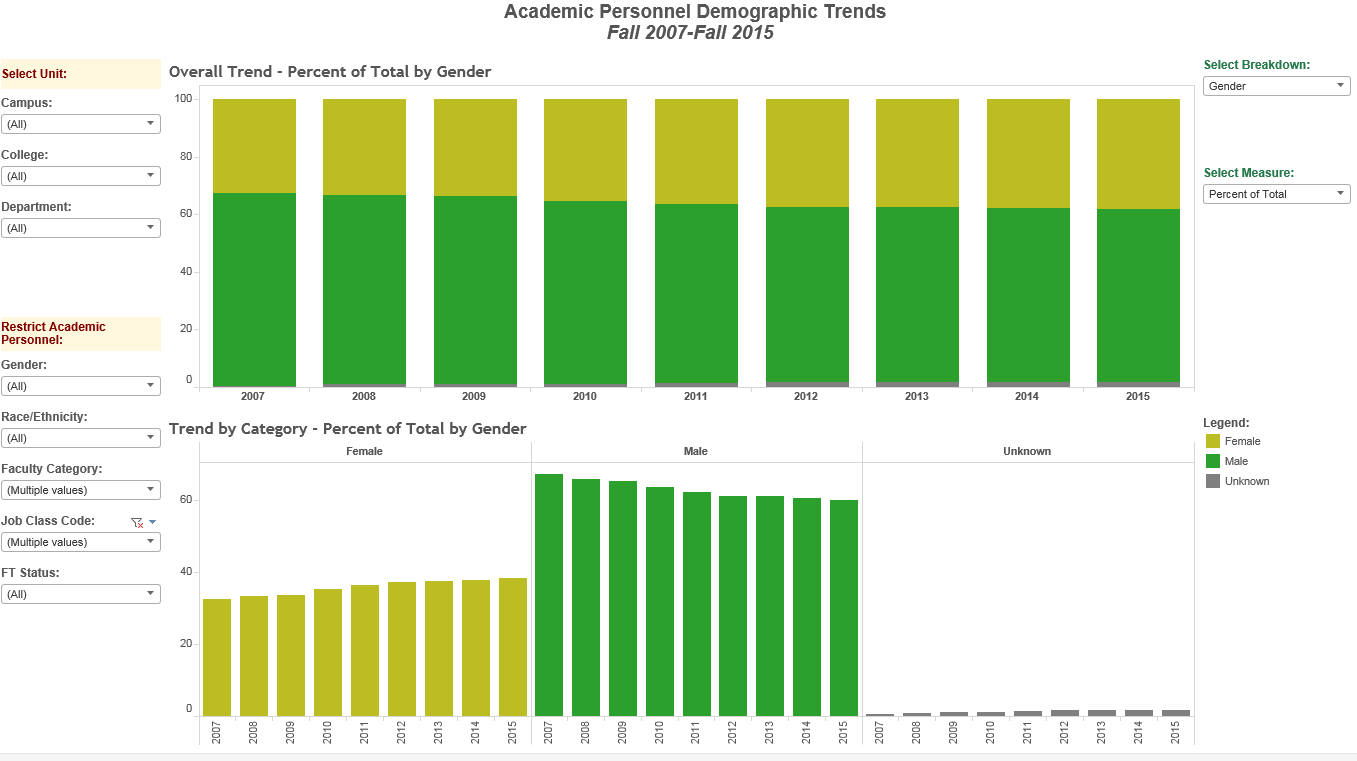 Academic Personnel Demographic Trends
Fall 2007-Fall 2015
Select Unit:
Campus:
(All)
College:
(All)
Department:
(All)
Restrict Academic
Personnel:
Gender:
(All)
Race/Ethnicity:
(All)
Faculty Category:
(Multiple values)
Job Class Code:
(Multiple values)
FT Status:
(All)
Overall Trend - Percent of Total by Gender
100
80
60
40
20
0
2007 2008 2009 2010 2011 2012 2013 2014 2015
Trend by Category - Percent of Total by Gender
Female Male Unknown
60
40
20
0
2007 2008 2009 2010 2011 2012 2013 2014 2015 2007 2008 2009 2010 2011 2012 2013 2014 2015 2007 2008 2009 2010 2011 2012 2013 2014 2015
Select Breakdown:
Gender
Select Measure:
Percent of Total
Legend:
Female
Male
Unknown